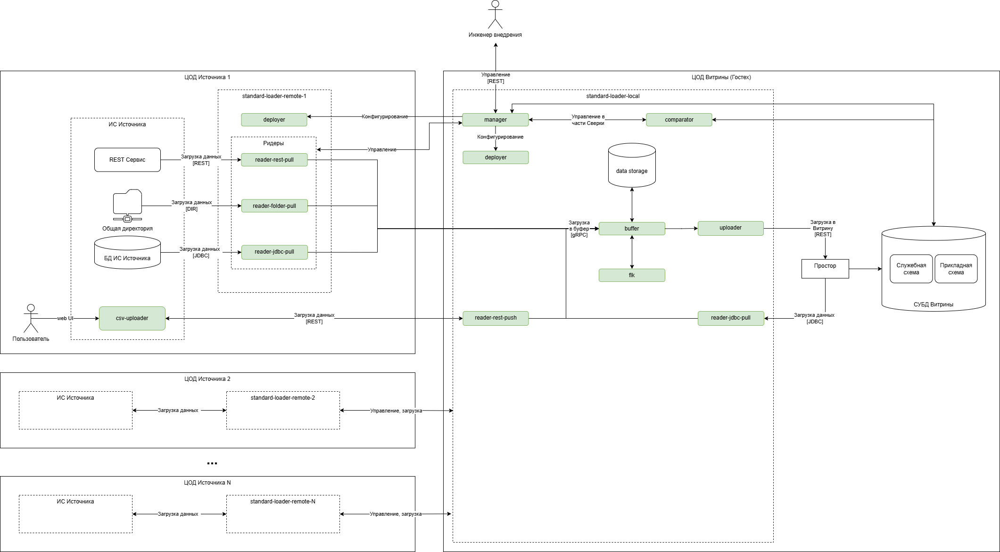 Инженер внедрения
Управление
[REST]
ЦОД Источника 1
standard-loader-remote-1
deployer
Конфигурирование
ИС Источника
Ридеры
Управление
REST Сервис
Загрузка данных
[REST]
reader-rest-pull
Загрузка данных
[DIR]
reader-folder-pull
Общая директория
БД ИС Источника
Загрузка данных
[JDBC]
reader-jdbc-pull
Пользователь
web UI
csv-uploader
Загрузка данных
[REST]
ЦОД Витрины (Гостех)
standard-loader-local
manager
Управление в
части Сверки
comparator
Конфигурирование
deployer
data storage
Загрузка
в буфер
[gRPC]
buffer
uploader
Загрузка в
Витрину
[REST]
flk
Простор
Служебная
схема
Прикладная
схема
СУБД Витрины
reader-rest-push
reader-jdbc-pull
Загрузка данных
[JDBC]
ЦОД Источника 2
ИС Источника
Загрузка данных
standard-loader-remote-2
Управление, загрузка
...
ЦОД Источника N
ИС Источника
Загрузка данных
standard-loader-remote-N
Управление, загрузка